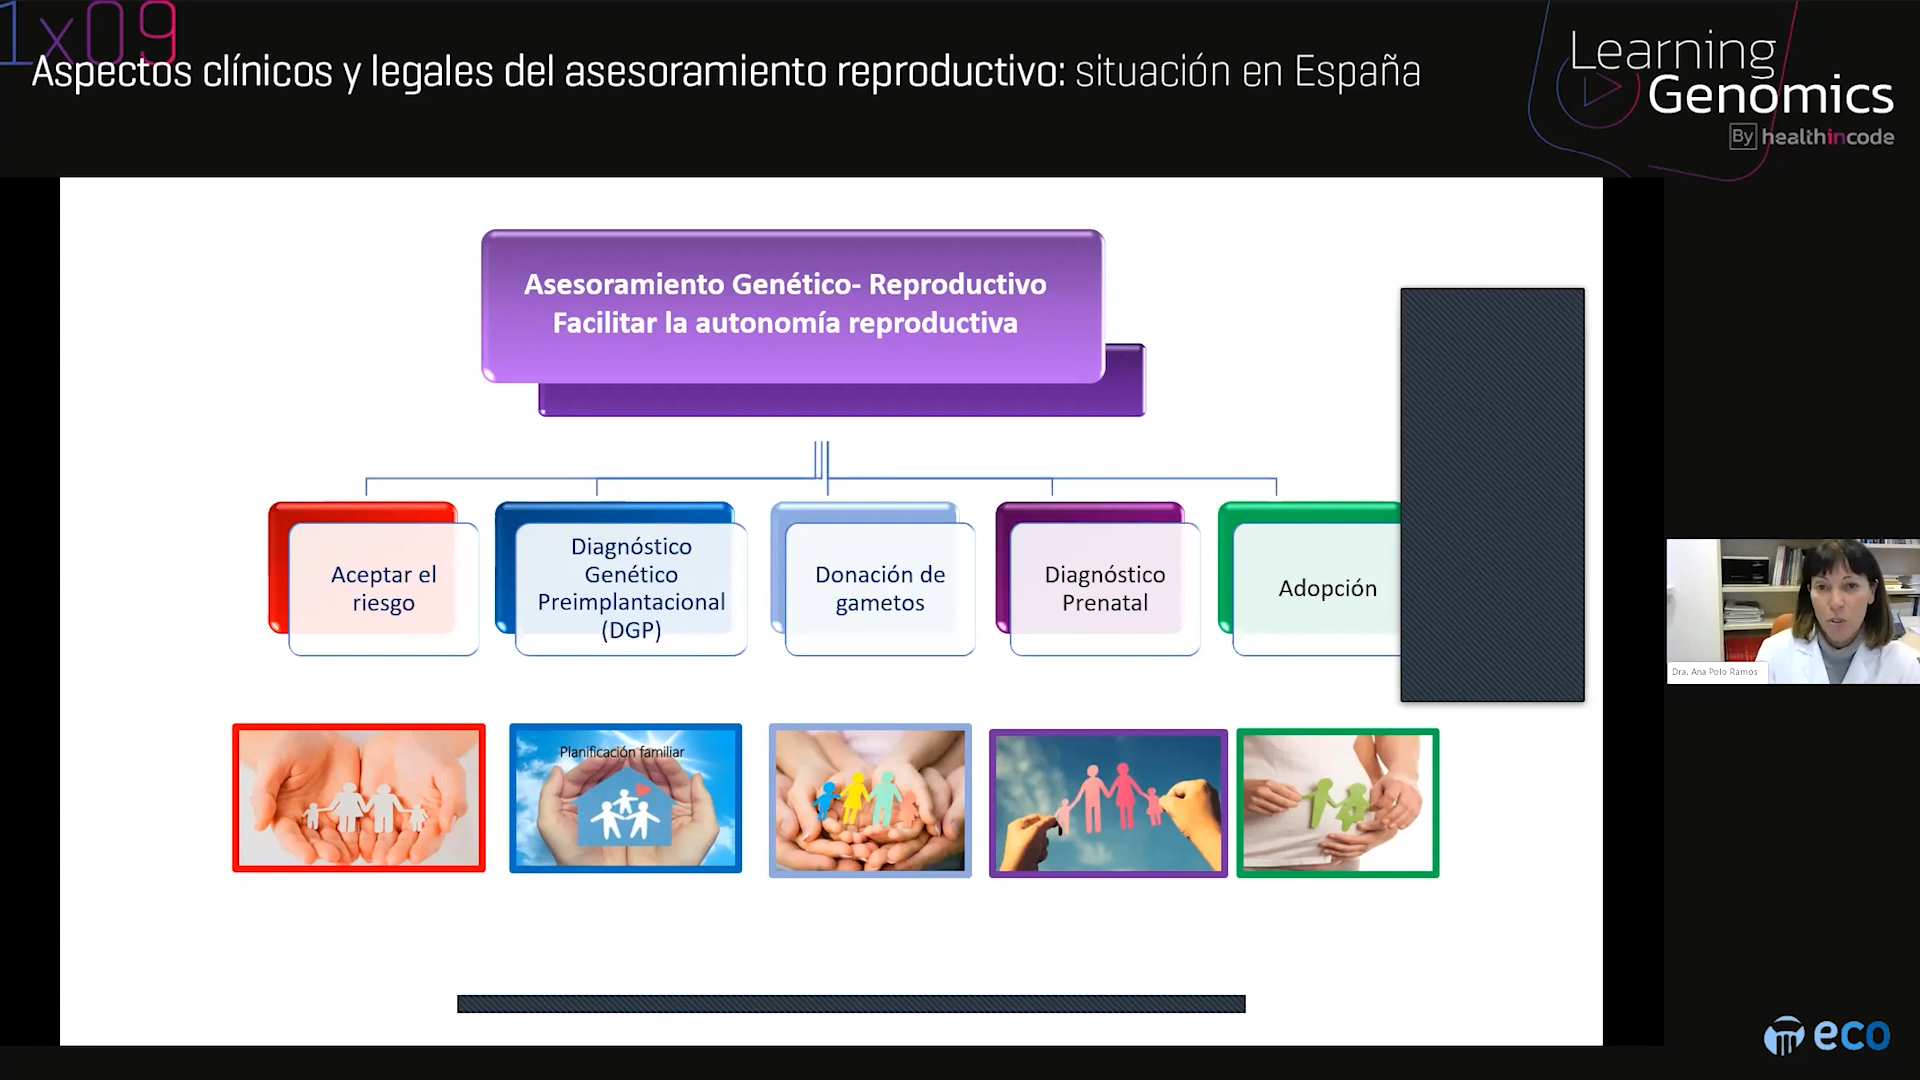 1x09
Aspectos clínicos y legales del asesoramiento reproductivo: situación en España
Learning
Genomics
By healthincode
Asesoramiento Genético- Reproductivo
Facilitar la autonomía reproductiva
Aceptar el
riesgo
Diagnóstico
Genético
Preimplantacional
(DGP)
Donación de
gametos
Diagnóstico
Prenatal
Adopción
Planificación familiar
Dra. Ana Polo Ramos
eco